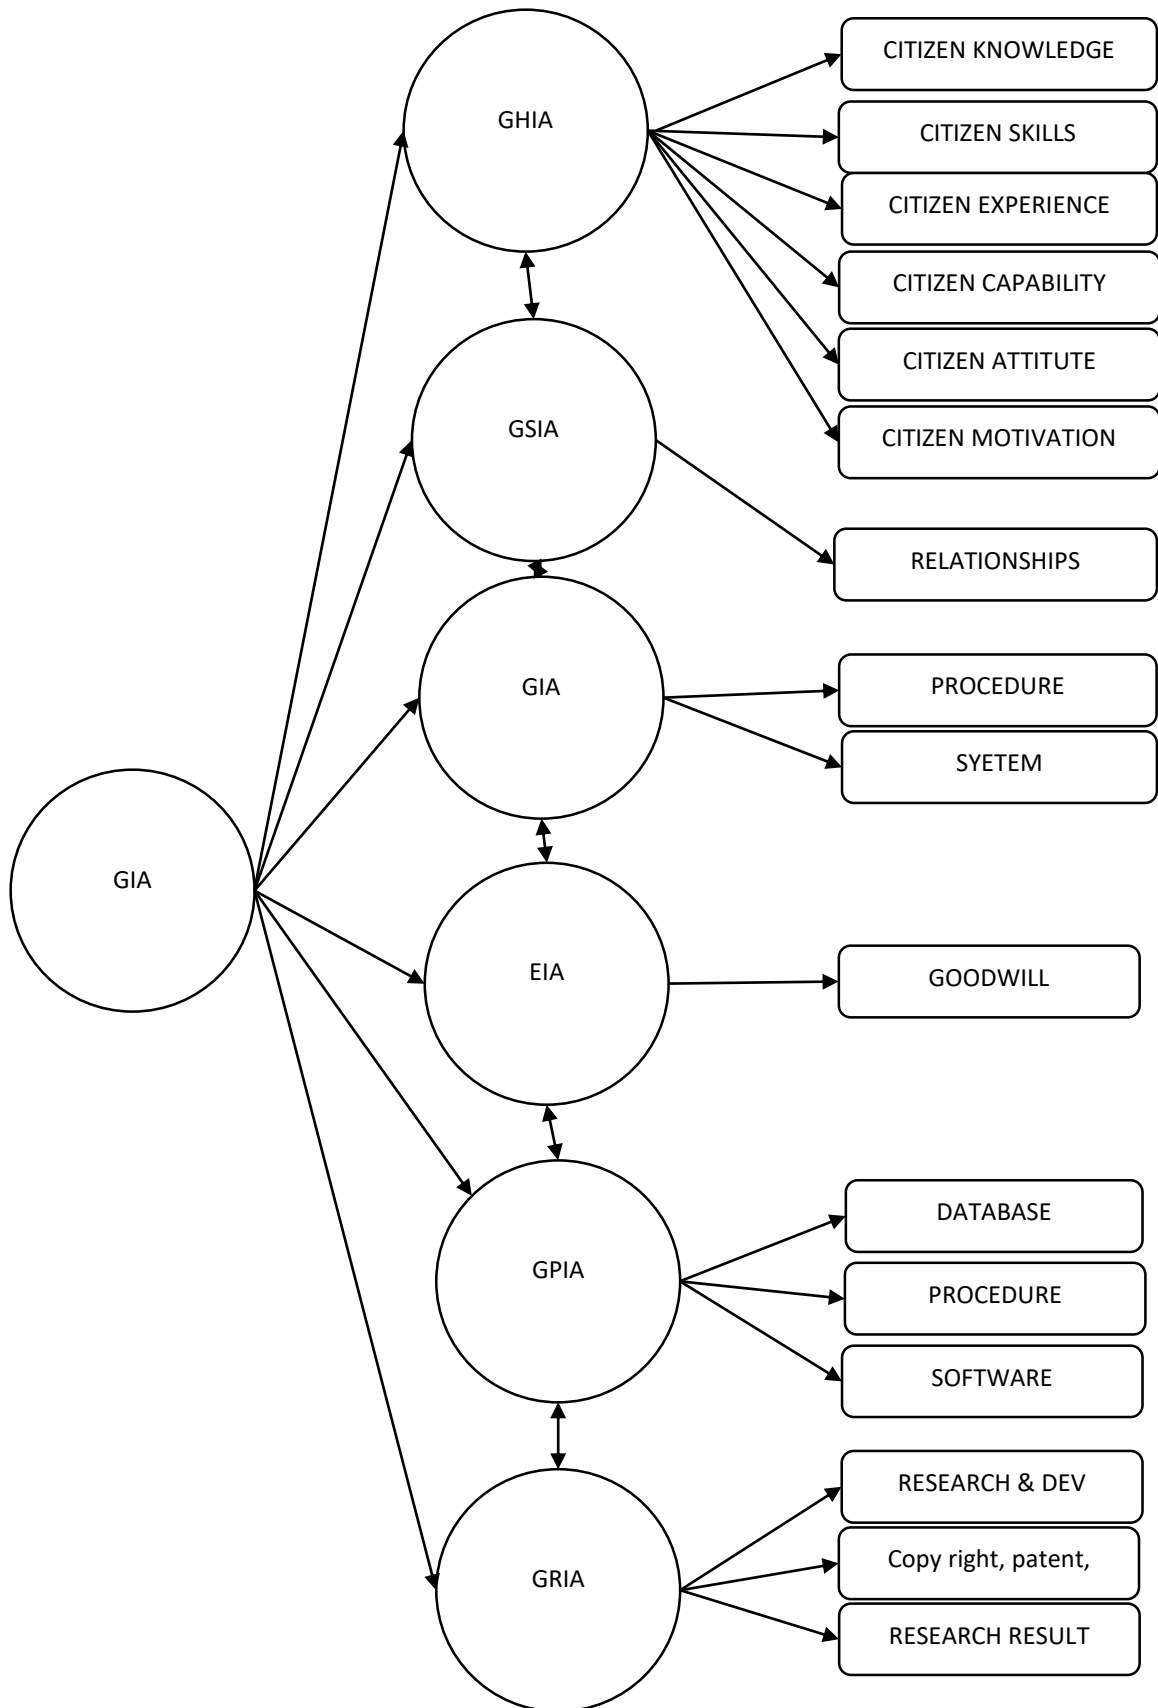 GHIA
CITIZEN KNOWLEDGE
CITIZEN SKILLS
CITIZEN EXPERIENCE
CITIZEN CAPABILITY
CITIZEN ATTITUTE
CITIZEN MOTIVATION
GSIA
RELATIONSHIPS
GIA
PROCEDURE
SYETEM
GIA
EIA
GOODWILL
GPIA
DATABASE
PROCEDURE
SOFTWARE
GRIA
RESEARCH & DEV
Copy right, patent,
RESEARCH RESULT